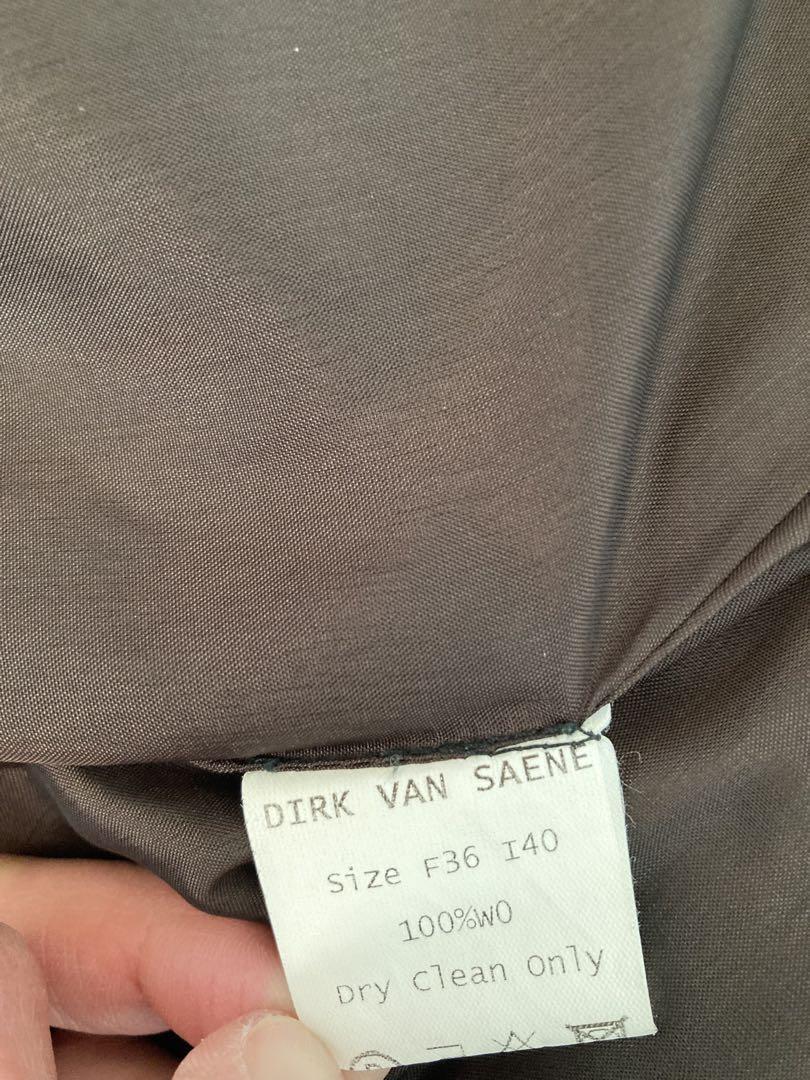 DIRK VAN SAENE
Size F36 I40
100%WO
Dry Clean Only